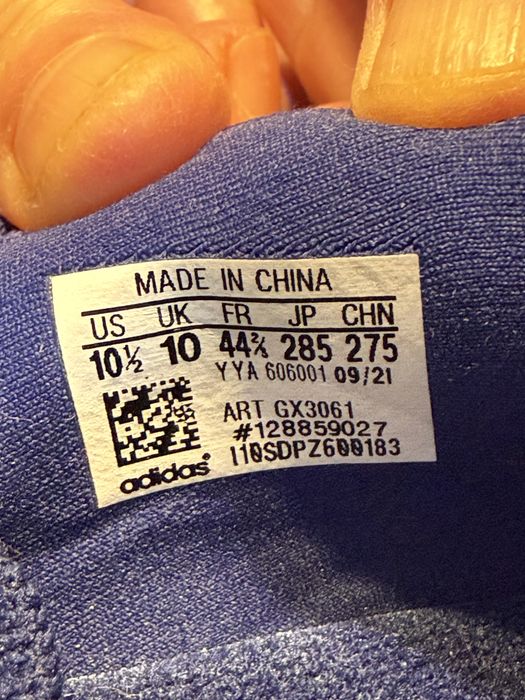 MADE IN CHINA
US UK FR JP CHN
10½ 10 44⅔ 285 275
YYA 606001 09/21
ART GX3061
#128859027
I10SDPZ600183
adidas®